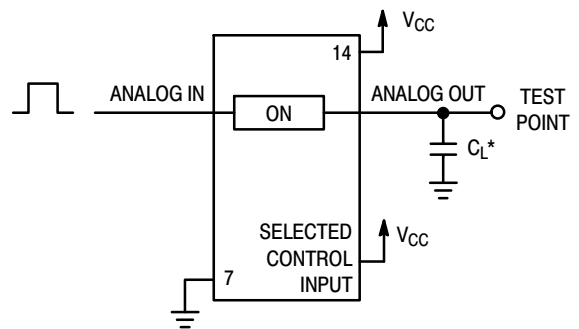 V_CC
14
ANALOG IN
ON
ANALOG OUT
TEST
POINT
C_L*
SELECTED
CONTROL
INPUT
V_CC
7